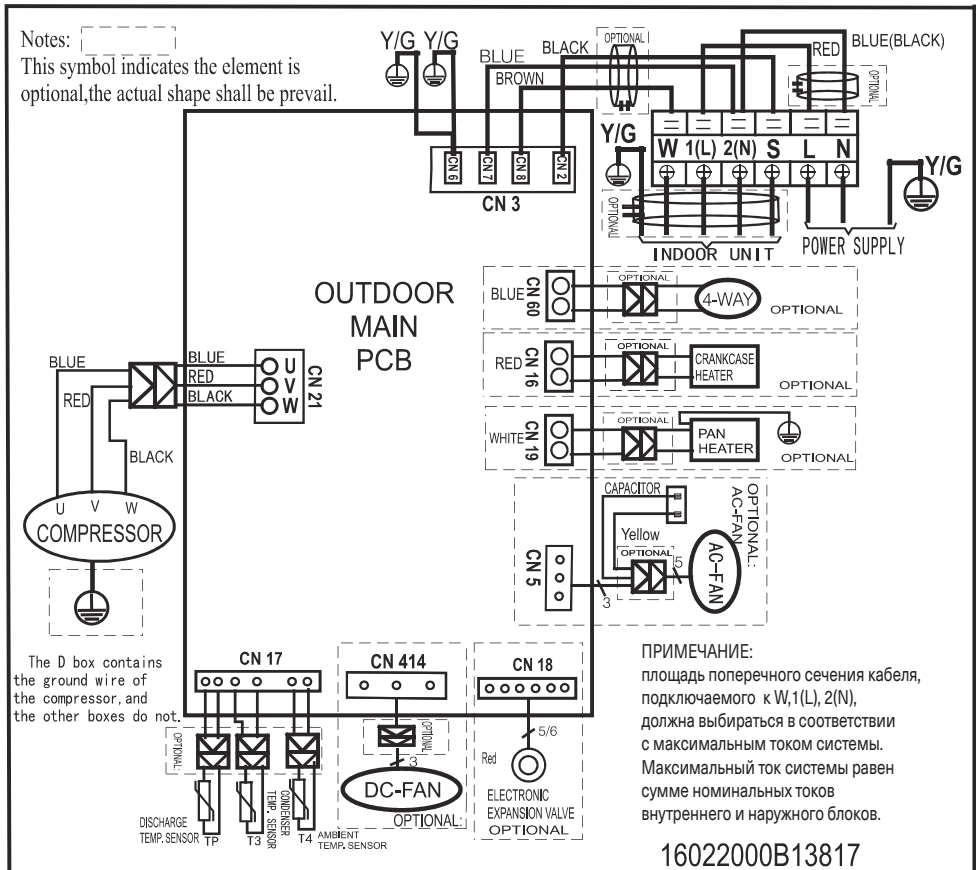 Notes:
This symbol indicates the element is
optional,the actual shape shall be prevail.
Y/G Y/G
BLUE
BLACK
BROWN
OPTIONAL
RED
BLUE(BLACK)
OPTIONAL
Y/G
W 1(L) 2(N) S L N
Y/G
CN 6
CN 7
CN 8
CN 2
CN 3
OPTIONAL
INDOOR UNIT
POWER SUPPLY
OUTDOOR
MAIN
PCB
BLUE
CN 60
OPTIONAL
4-WAY
OPTIONAL
RED
CN 16
OPTIONAL
CRANKCASE
HEATER
OPTIONAL
WHITE
CN 19
OPTIONAL
PAN
HEATER
OPTIONAL
BLUE
RED
BLACK
BLUE
RED
BLACK
U
V
W
CN 21
U V W
COMPRESSOR
CAPACITOR
Yellow
OPTIONAL
OPTIONAL:
AC-FAN
CN 5
3
5
AC-FAN
The D box contains
the ground wire of
the compressor, and
the other boxes do not.
CN 17
OPTIONAL:
DISCHARGE
TEMP. SENSOR
TP
CONDENSER
TEMP. SENSOR
T3
T4
AMBIENT
TEMP. SENSOR
CN 414
OPTIONAL
3
DC-FAN
OPTIONAL:
CN 18
5/6
Red
ELECTRONIC
EXPANSION VALVE
OPTIONAL
ПРИМЕЧАНИЕ:
площадь поперечного сечения кабеля,
подключаемого к W,1(L), 2(N),
должна выбираться в соответствии
с максимальным током системы.
Максимальный ток системы равен
сумме номинальных токов
внутреннего и наружного блоков.
16022000B13817